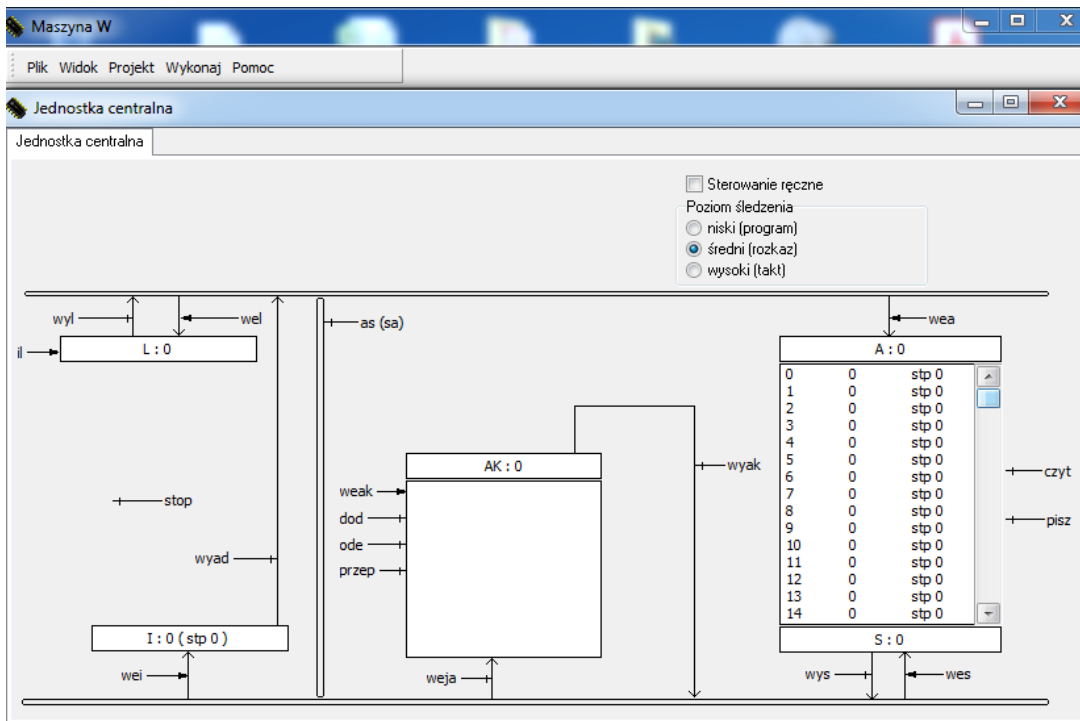 Maszyna W
Plik Widok Projekt Wykonaj Pomoc
Jednostka centralna
Jednostka centralna
Sterowanie ręczne
Poziom śledzenia
niski (program)
średni (rozkaz)
wysoki (takt)
wyl
wel
as (sa)
wea
il
L : 0
A : 0
0 0 stp 0
1 0 stp 0
2 0 stp 0
3 0 stp 0
4 0 stp 0
5 0 stp 0
6 0 stp 0
7 0 stp 0
8 0 stp 0
9 0 stp 0
10 0 stp 0
11 0 stp 0
12 0 stp 0
13 0 stp 0
14 0 stp 0
AK : 0
wyak
czyt
weak
stop
dod
pisz
ode
wyad
przep
I : 0 ( stp 0 )
S : 0
wei
weja
wys
wes